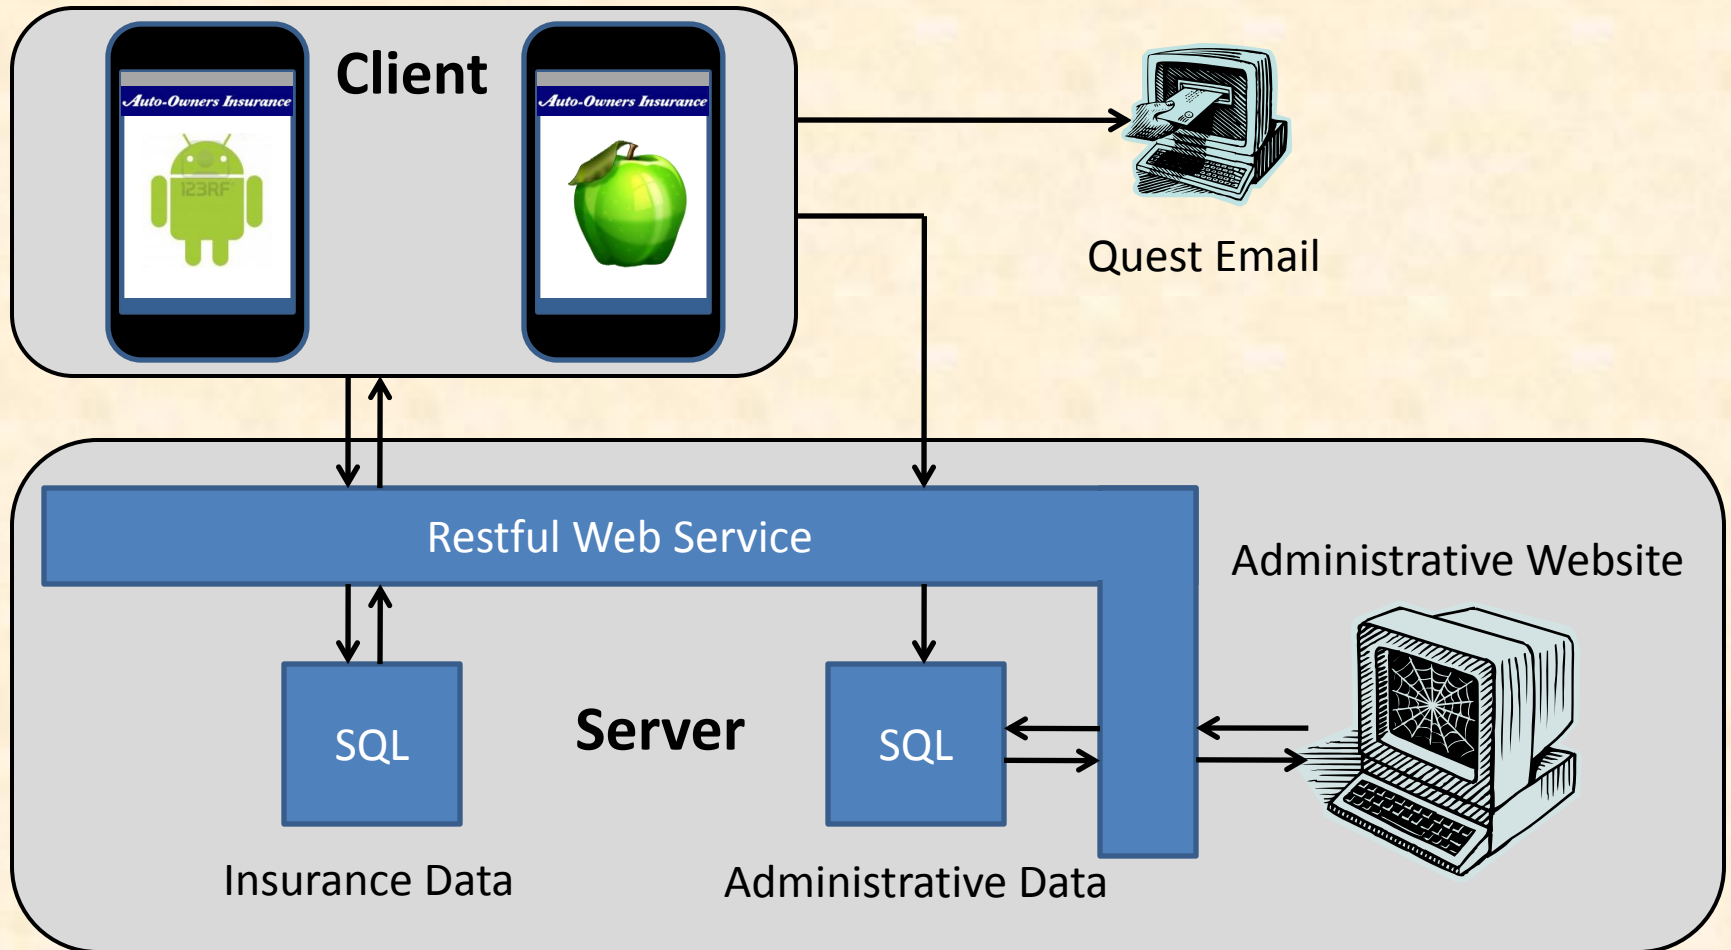 Client
Auto-Owners Insurance
Auto-Owners Insurance
123RF
Quest Email
Restful Web Service
Administrative Website
SQL
Server
SQL
Insurance Data
Administrative Data